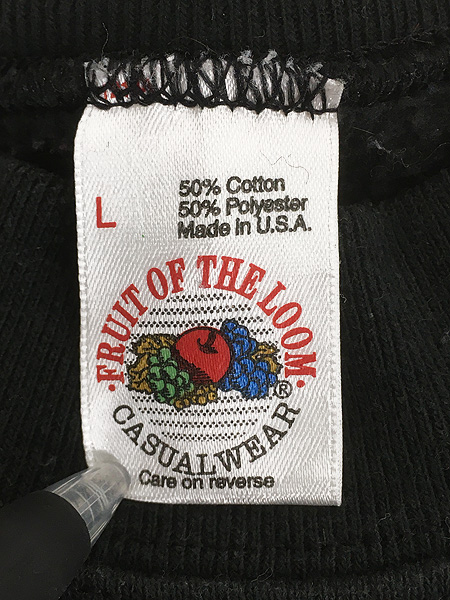 50% Cotton
50% Polyester
Made in U.S.A.
L
·FRUIT OF THE LOOM·
®
CASUALWEAR
Care on reverse